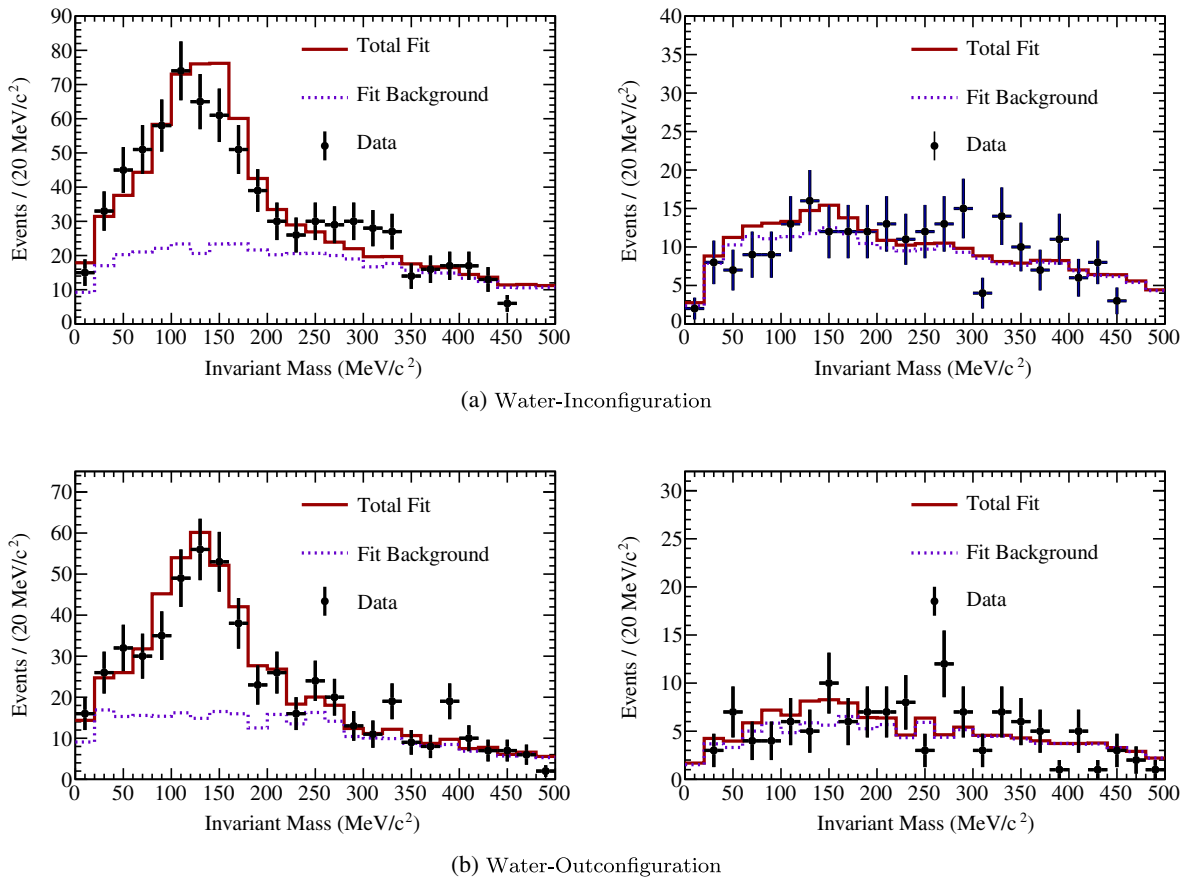 90
80
70
60
50
40
30
20
10
0
Events / (20 MeV/c²)
Total Fit
Fit Background
Data
0 50 100 150 200 250 300 350 400 450 500
Invariant Mass (MeV/c²)
40
35
30
25
20
15
10
5
0
Events / (20 MeV/c²)
Total Fit
Fit Background
Data
0 50 100 150 200 250 300 350 400 450 500
Invariant Mass (MeV/c²)
(a) Water-Inconfiguration
70
60
50
40
30
20
10
0
Events / (20 MeV/c²)
Total Fit
Fit Background
Data
0 50 100 150 200 250 300 350 400 450 500
Invariant Mass (MeV/c²)
30
25
20
15
10
5
0
Events / (20 MeV/c²)
Total Fit
Fit Background
Data
0 50 100 150 200 250 300 350 400 450 500
Invariant Mass (MeV/c²)
(b) Water-Outconfiguration